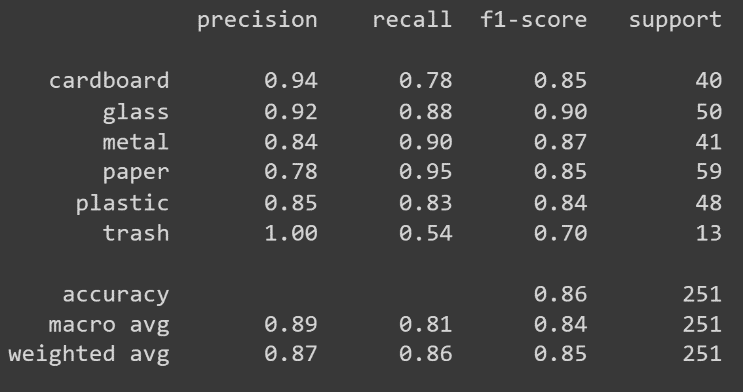 precision recall f1-score support
cardboard 0.94 0.78 0.85 40
glass 0.92 0.88 0.90 50
metal 0.84 0.90 0.87 41
paper 0.78 0.95 0.85 59
plastic 0.85 0.83 0.84 48
trash 1.00 0.54 0.70 13
accuracy 0.86 251
macro avg 0.89 0.81 0.84 251
weighted avg 0.87 0.86 0.85 251